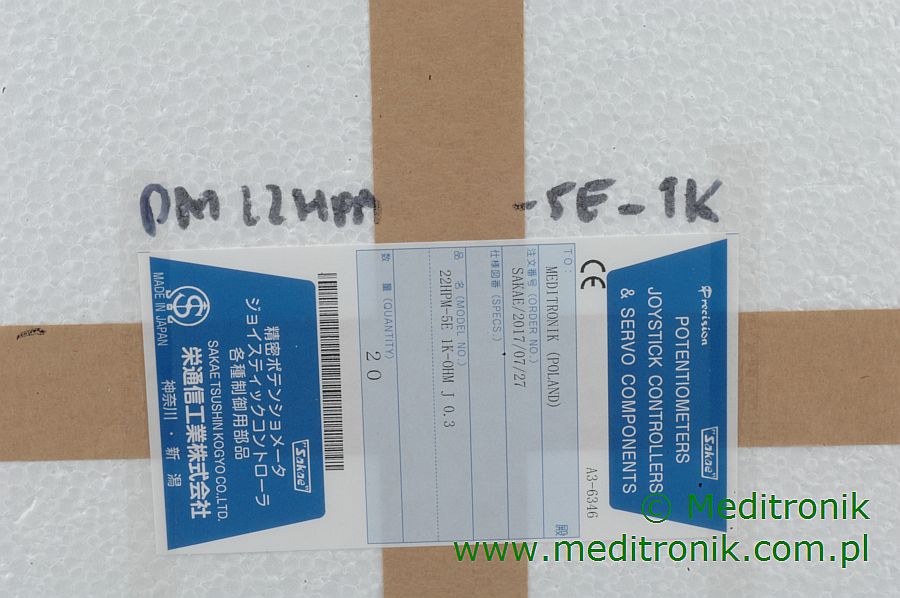 PM 22HPM -5E-1K
Precision
POTENTIOMETERS
JOYSTICK CONTROLLERS
& SERVO COMPONENTS
"Sakae"
A3-6346
CE
TO:
MEDITRONIK (POLAND)
殿
注文番号 (ORDER NO.)
SAKAE/2017/07/27
仕様図番 (SPECS.)
品 名 (MODEL NO.)
22HPM-5E 1K-OHM J 0.3
数 量 (QUANTITY)
20
"Sakae"
精密ポテンショメータ
ジョイスティックコントローラ
各種制御用部品
SAKAE TSUSHIN KOGYO CO.,LTD.
栄通信工業株式会社
神奈川・新潟
MADE IN JAPAN
© Meditronik
www.meditronik.com.pl